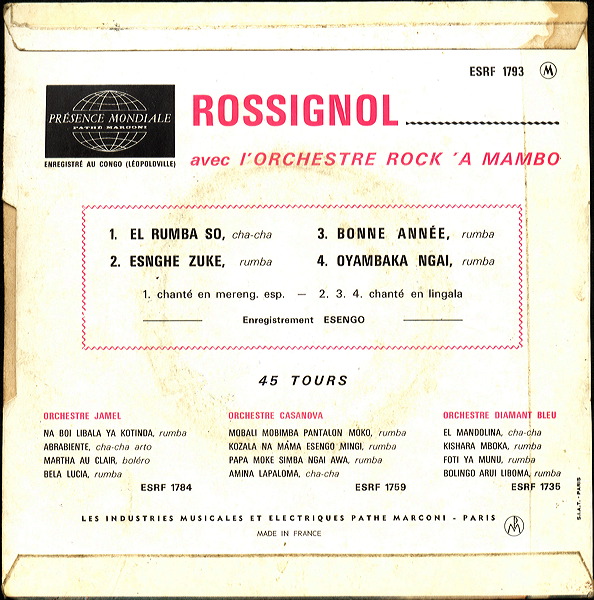 ESRF 1793 M
PRÉSENCE MONDIALE
PATHÉ MARCONI
ENREGISTRÉ AU CONGO (LÉOPOLDVILLE)
ROSSIGNOL
avec l'ORCHESTRE ROCK 'A MAMBO
1. EL RUMBA SO, cha-cha
2. ESNGHE ZUKE, rumba
3. BONNE ANNÉE, rumba
4. OYAMBAKA NGAI, rumba
1. chanté en mereng. esp. — 2. 3. 4. chanté en lingala
Enregistrement ESENGO
45 TOURS
ORCHESTRE JAMEL
NA BOI LIBALA YA KOTINDA, rumba
ABRABIENTE, cha-cha arto
MARTHA AU CLAIR, boléro
BELA LUCIA, rumba
ESRF 1784
ORCHESTRE CASANOVA
MOBALI MOBIMBA PANTALON MOKO, rumba
KOZALA NA MÁMA ESENGO MINGI, rumba
PAPA MOKE SIMBA NGAI AWA, rumba
AMINA LAPALOMA, cha-cha
ESRF 1759
ORCHESTRE DIAMANT BLEU
EL MANDOLINA, cha-cha
KISHARA MBOKA, rumba
FOTI YA MUNU, rumba
BOLINGO ARUI LIBOMA, rumba
ESRF 1735
LES INDUSTRIES MUSICALES ET ELECTRIQUES PATHE MARCONI - PARIS
MADE IN FRANCE
S.I.A.T. - PARIS